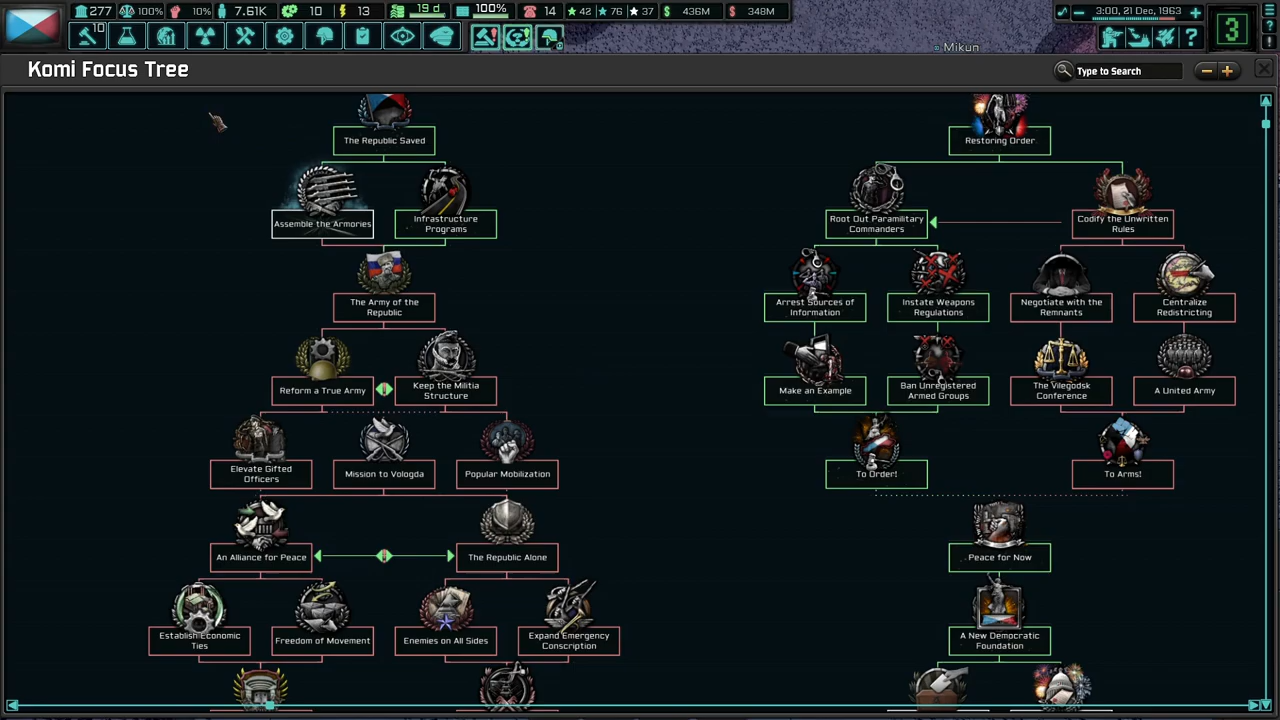 277 100% 10% 7.61K 10 13 19 d 100% 14 42 76 37 436M 348M 3:00, 21 Dec, 1963
10
3
Mikun
Komi Focus Tree
Type to Search
The Republic Saved
Restoring Order
Assemble the Armories
Infrastructure
Programs
Root Out Paramilitary
Commanders
Codify the Unwritten
Rules
The Army of the
Republic
Arrest Sources of
Information
Instate Weapons
Regulations
Negotiate with the
Remnants
Centralize
Redistricting
Reform a True Army
Keep the Militia
Structure
Make an Example
Ban Unregistered
Armed Groups
The Vilegodsk
Conference
A United Army
Elevate Gifted
Officers
Mission to Vologda
Popular Mobilization
To Order!
To Arms!
An Alliance for Peace
The Republic Alone
Peace for Now
Establish Economic
Ties
Freedom of Movement
Enemies on All Sides
Expand Emergency
Conscription
A New Democratic
Foundation